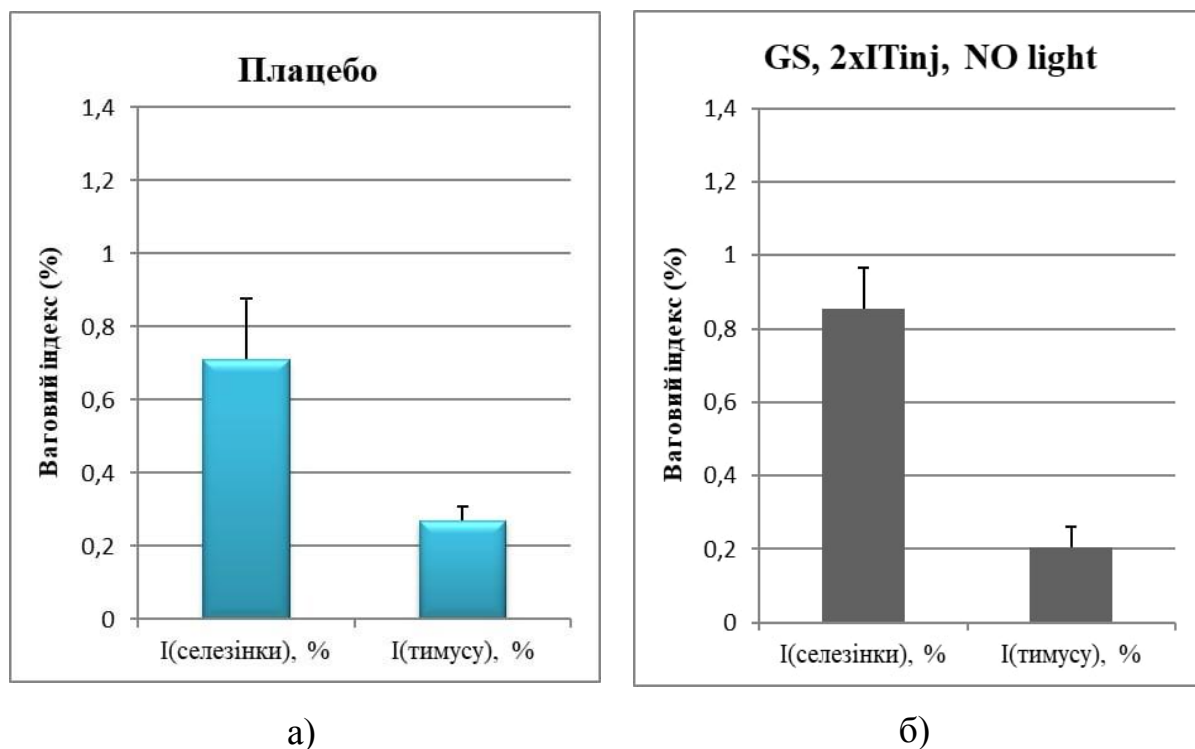 Плацебо
1,4
1,2
1
0,8
0,6
0,4
0,2
0
Ваговий індекс (%)
І(селезінки), %
І(тимусу), %
а)
GS, 2xITinj, NO light
1,4
1,2
1
0,8
0,6
0,4
0,2
0
Ваговий індекс (%)
І(селезінки), %
І(тимусу), %
б)